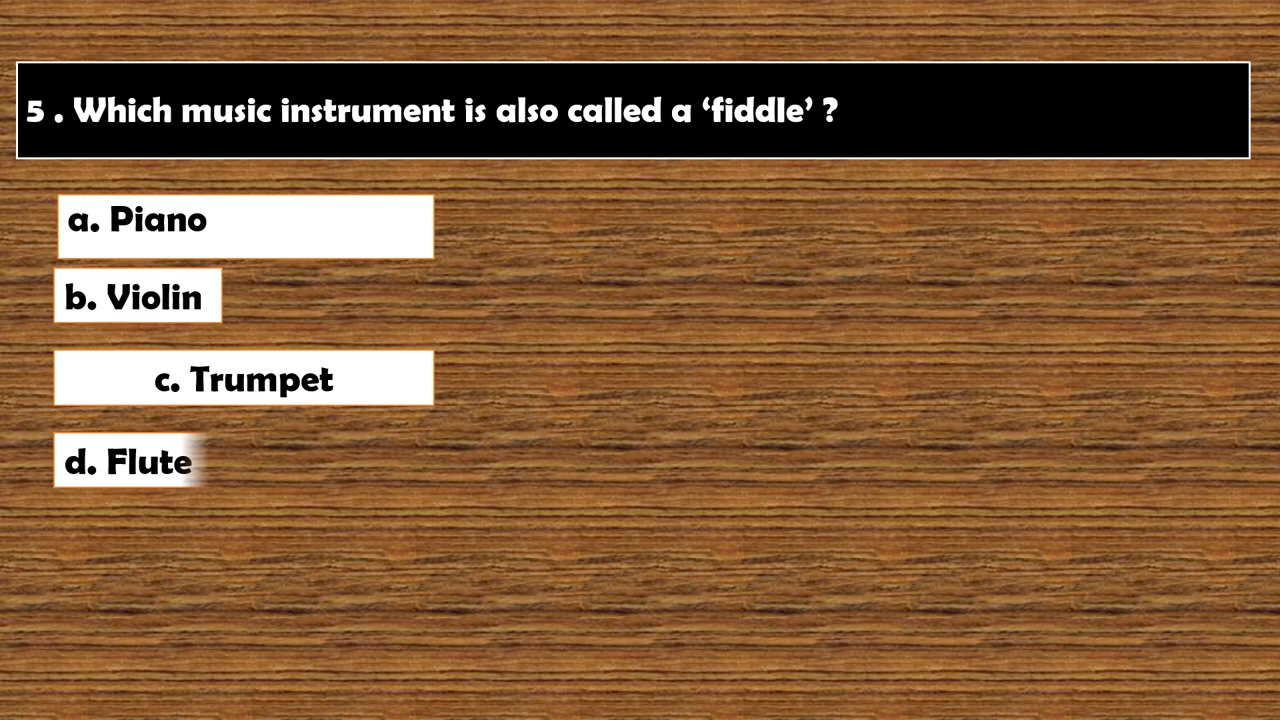 5 . Which music instrument is also called a ‘fiddle’ ?
a. Piano
b. Violin
c. Trumpet
d. Flute